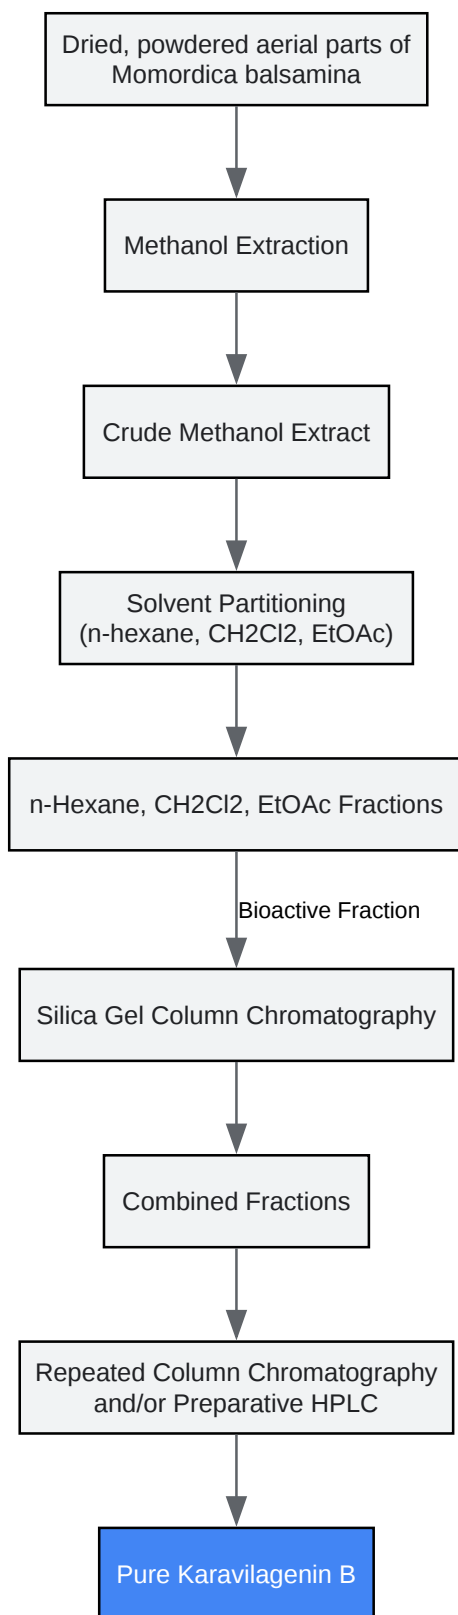 Dried, powdered aerial parts of
Momordica balsamina
Methanol Extraction
Crude Methanol Extract
Solvent Partitioning
(n-hexane, CH2Cl2, EtOAc)
n-Hexane, CH2Cl2, EtOAc Fractions
Bioactive Fraction
Silica Gel Column Chromatography
Combined Fractions
Repeated Column Chromatography
and/or Preparative HPLC
Pure Karavilagenin B